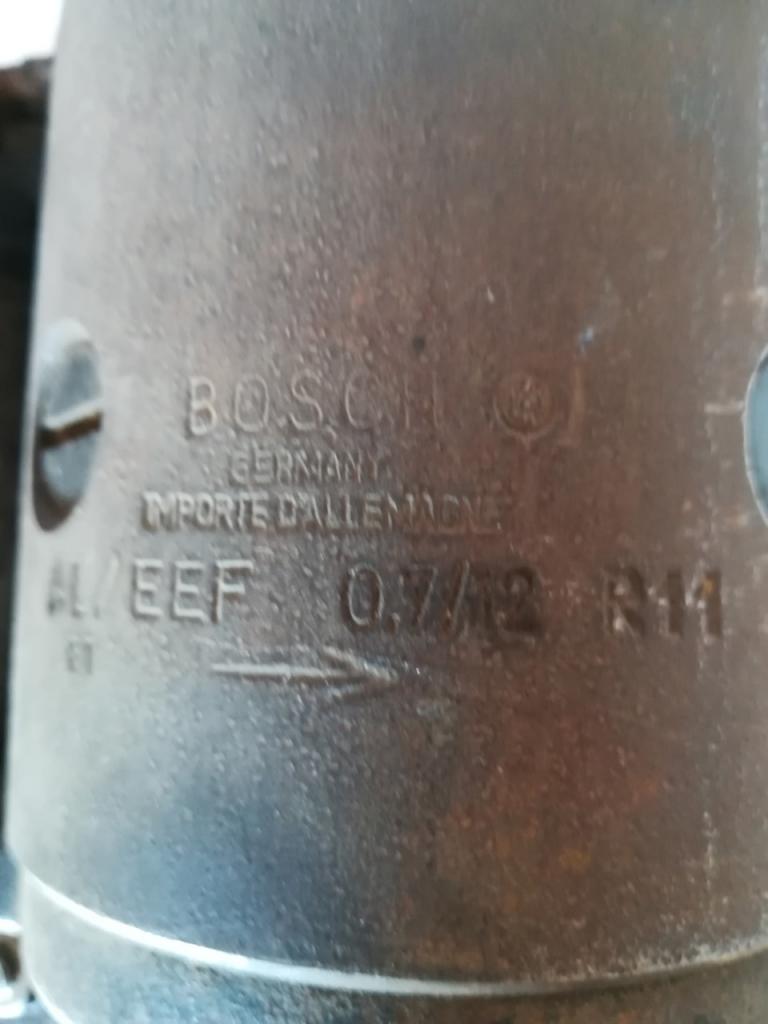 BOSCH
GERMANY
IMPORTE D'ALLEMAGNE
AL/EEF 0.7/12 R11